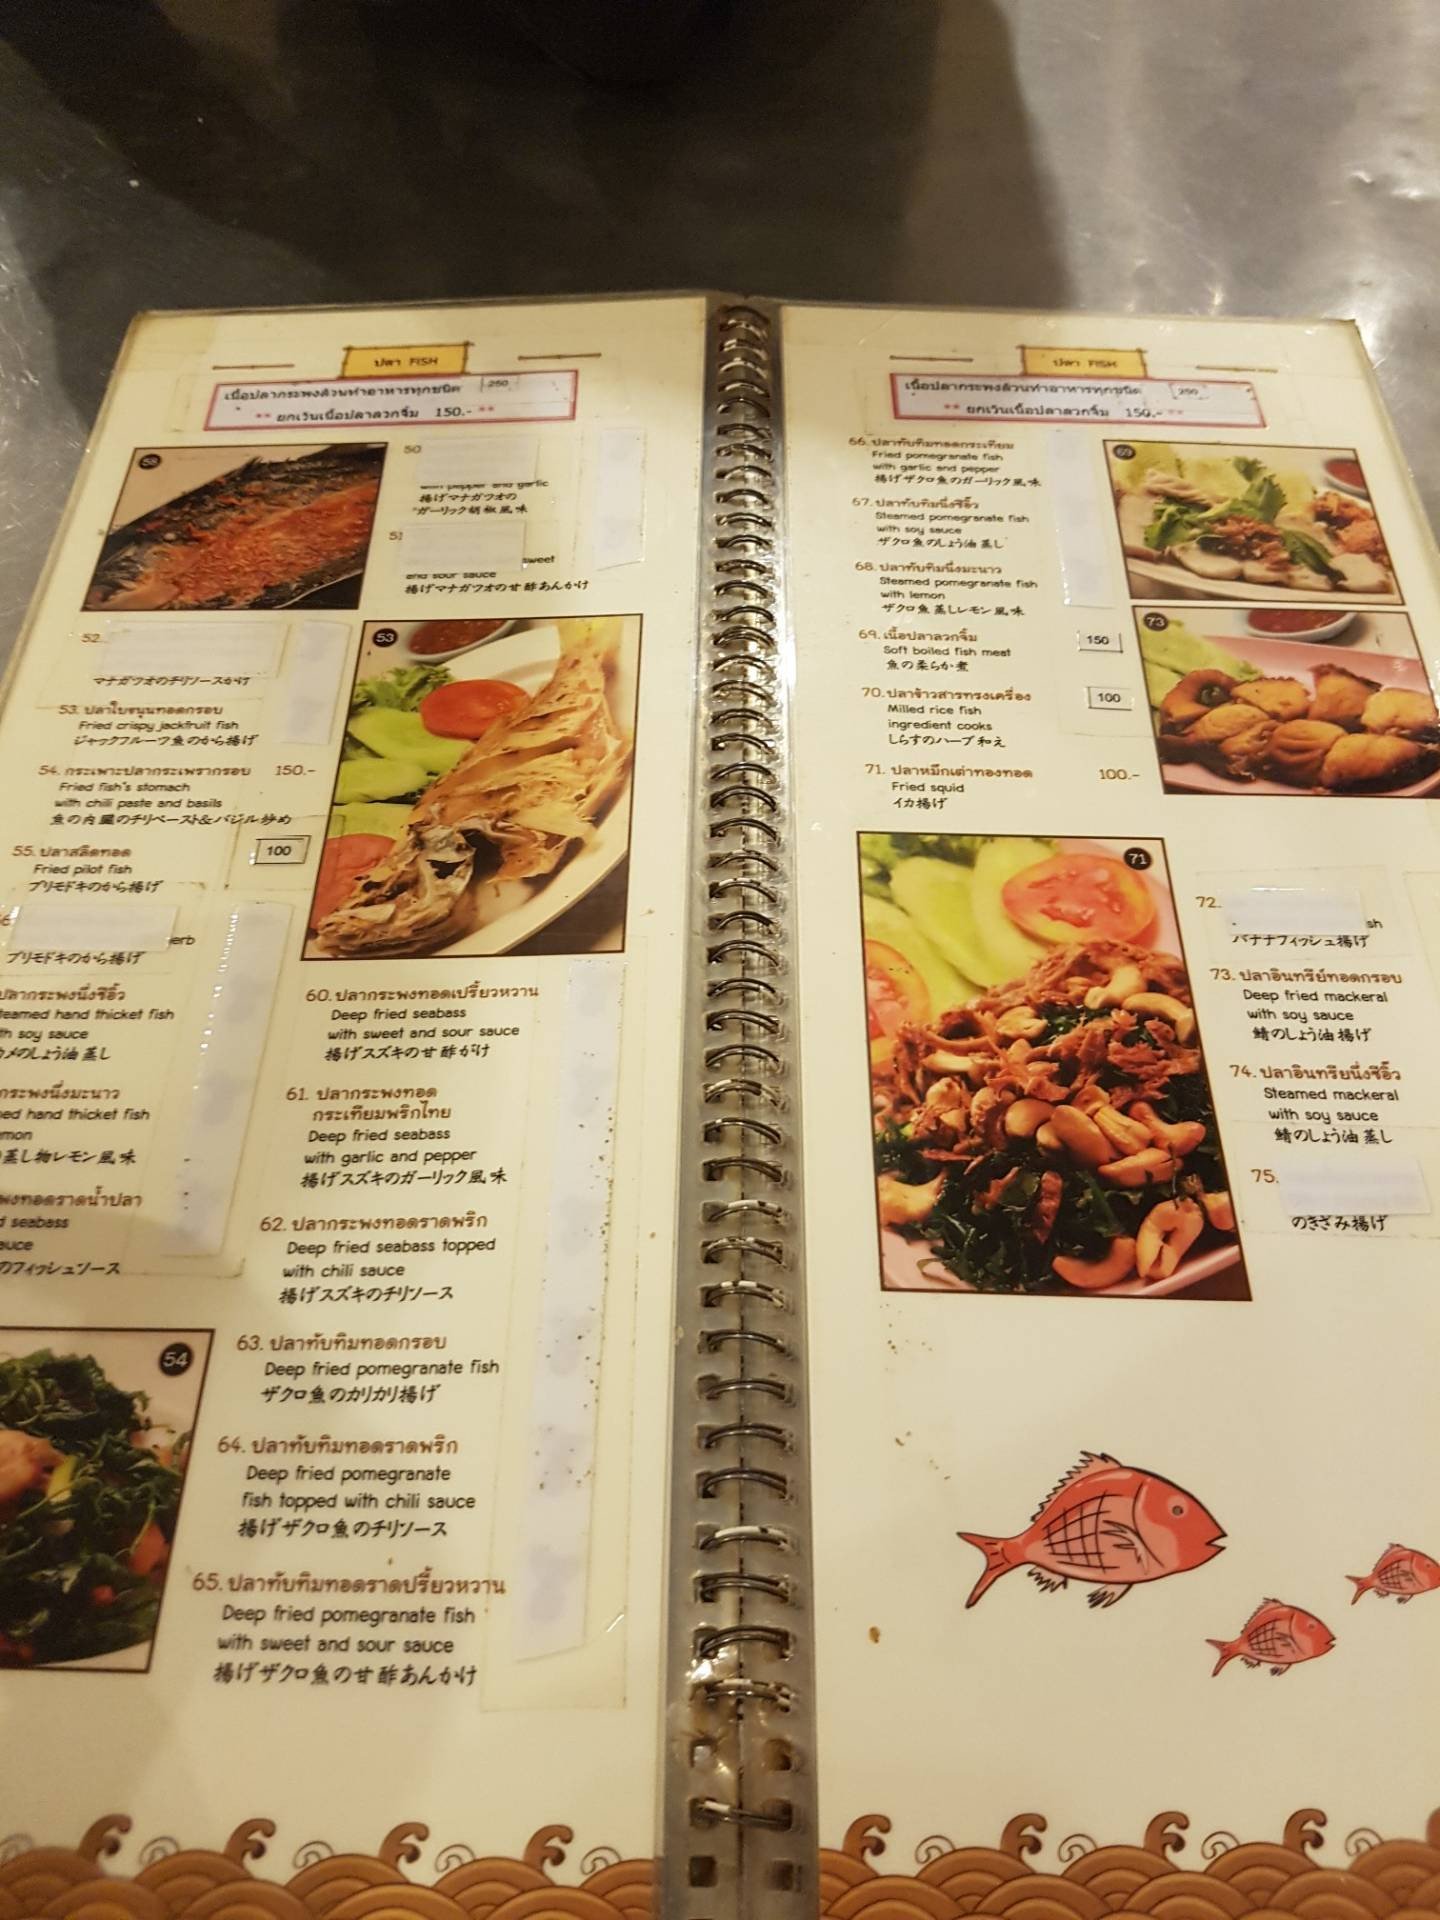 ปลา FISH
เนื้อปลากระพงล้วนทำอาหารทุกชนิด 250
** ยกเว้นเนื้อปลาลวกจิ้ม 150.- **
58
50
with pepper and garlic
揚げマナガツオの
ガーリック胡椒風味
51
sweet
and sour sauce
揚げマナガツオの甘酢あんかけ
52.
マナガツオのチリソースかけ
53
53. ปลาใบขนุนทอดกรอบ
Fried crispy jackfruit fish
ジャックフルーツ魚のから揚げ
54. กระเพาะปลากระเพรากรอบ 150.-
Fried fish's stomach
with chili paste and basils
魚の内臓のチリペースト&バジル炒め
55. ปลาสลิดทอด 100
Fried pilot fish
ブリモドキのから揚げ
erb
ブリモドキのから揚げ
ปลากระพงนึ่งซีอิ๊ว
teamed hand thicket fish
th soy sauce
のしょう油蒸し
กระพงนึ่งมะนาว
ed hand thicket fish
mon
蒸し物レモン風味
พงทอดราดน้ำปลา
d seabass
auce
のフィッシュソース
54
60. ปลากระพงทอดเปรี้ยวหวาน
Deep fried seabass
with sweet and sour sauce
揚げスズキの甘酢がけ
61. ปลากระพงทอด
กระเทียมพริกไทย
Deep fried seabass
with garlic and pepper
揚げスズキのガーリック風味
62. ปลากระพงทอดราดพริก
Deep fried seabass topped
with chili sauce
揚げスズキのチリソース
63. ปลาทับทิมทอดกรอบ
Deep fried pomegranate fish
ザクロ魚のカリカリ揚げ
64. ปลาทับทิมทอดราดพริก
Deep fried pomegranate
fish topped with chili sauce
揚げザクロ魚のチリソース
65. ปลาทับทิมทอดราดเปรี้ยวหวาน
Deep fried pomegranate fish
with sweet and sour sauce
揚げザクロ魚の甘酢あんかけ
ปลา FISH
เนื้อปลากระพงล้วนทำอาหารทุกชนิด 250
** ยกเว้นเนื้อปลาลวกจิ้ม 150.- **
66. ปลาทับทิมทอดกระเทียม
Fried pomegranate fish
with garlic and pepper
揚げザクロ魚のガーリック風味
67. ปลาทับทิมนึ่งซีอิ๊ว
Steamed pomegranate fish
with soy sauce
ザクロ魚のしょう油蒸し
68. ปลาทับทิมนึ่งมะนาว
Steamed pomegranate fish
with lemon
ザクロ魚蒸しレモン風味
69. เนื้อปลาลวกจิ้ม 150
Soft boiled fish meat
魚の柔らか煮
70. ปลาข้าวสารทรงเครื่อง 100
Milled rice fish
ingredient cooks
しらすのハーブ和え
71. ปลาหมึกเต่าทองทอด 100.-
Fried squid
イカ揚げ
69
73
71
72.
sh
バナナフィッシュ揚げ
73. ปลาอินทรีย์ทอดกรอบ
Deep fried mackeral
with soy sauce
鯖のしょう油揚げ
74. ปลาอินทรียนึ่งซีอิ๊ว
Steamed mackeral
with soy sauce
鯖のしょう油蒸し
75.
のきざみ揚げ